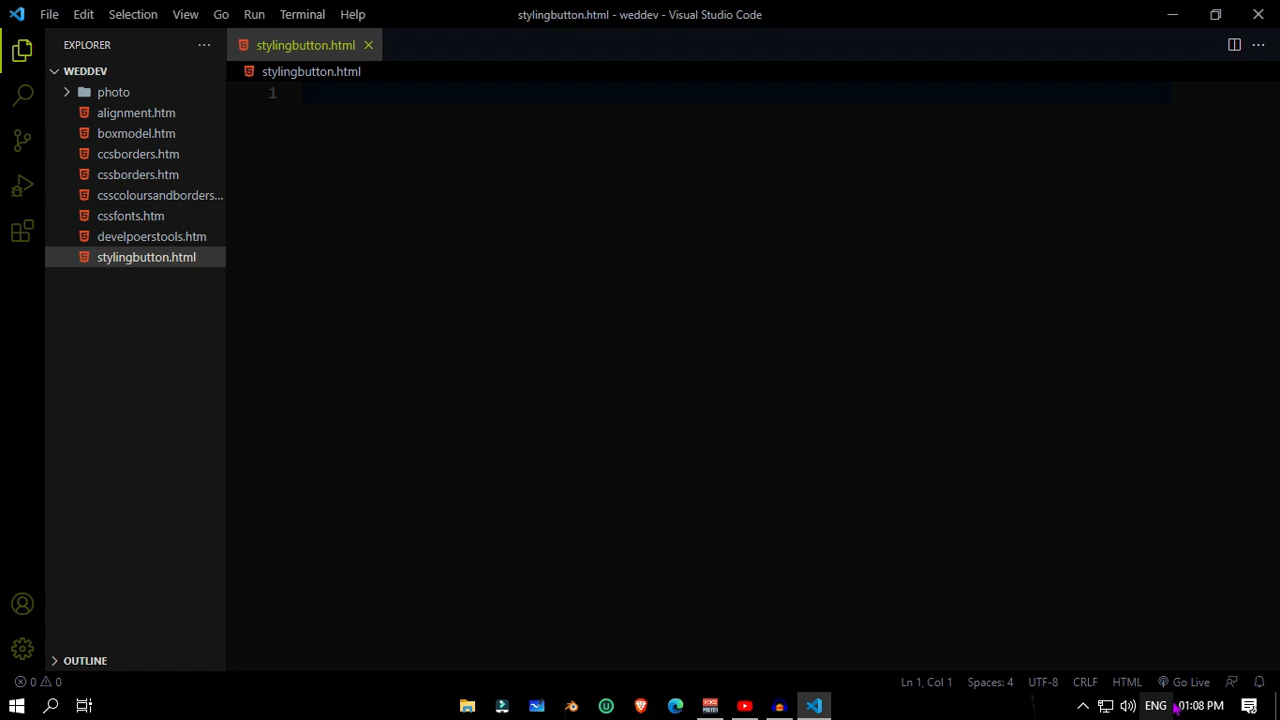 File Edit Selection View Go Run Terminal Help
stylingbutton.html - weddev - Visual Studio Code
EXPLORER
stylingbutton.html
WEDDEV
stylingbutton.html
photo
1
alignment.htm
boxmodel.htm
ccsborders.htm
cssborders.htm
csscoloursandborders...
cssfonts.htm
develpoerstools.htm
stylingbutton.html
OUTLINE
0 0
Ln 1, Col 1 Spaces: 4 UTF-8 CRLF HTML Go Live
ENG 01:08 PM